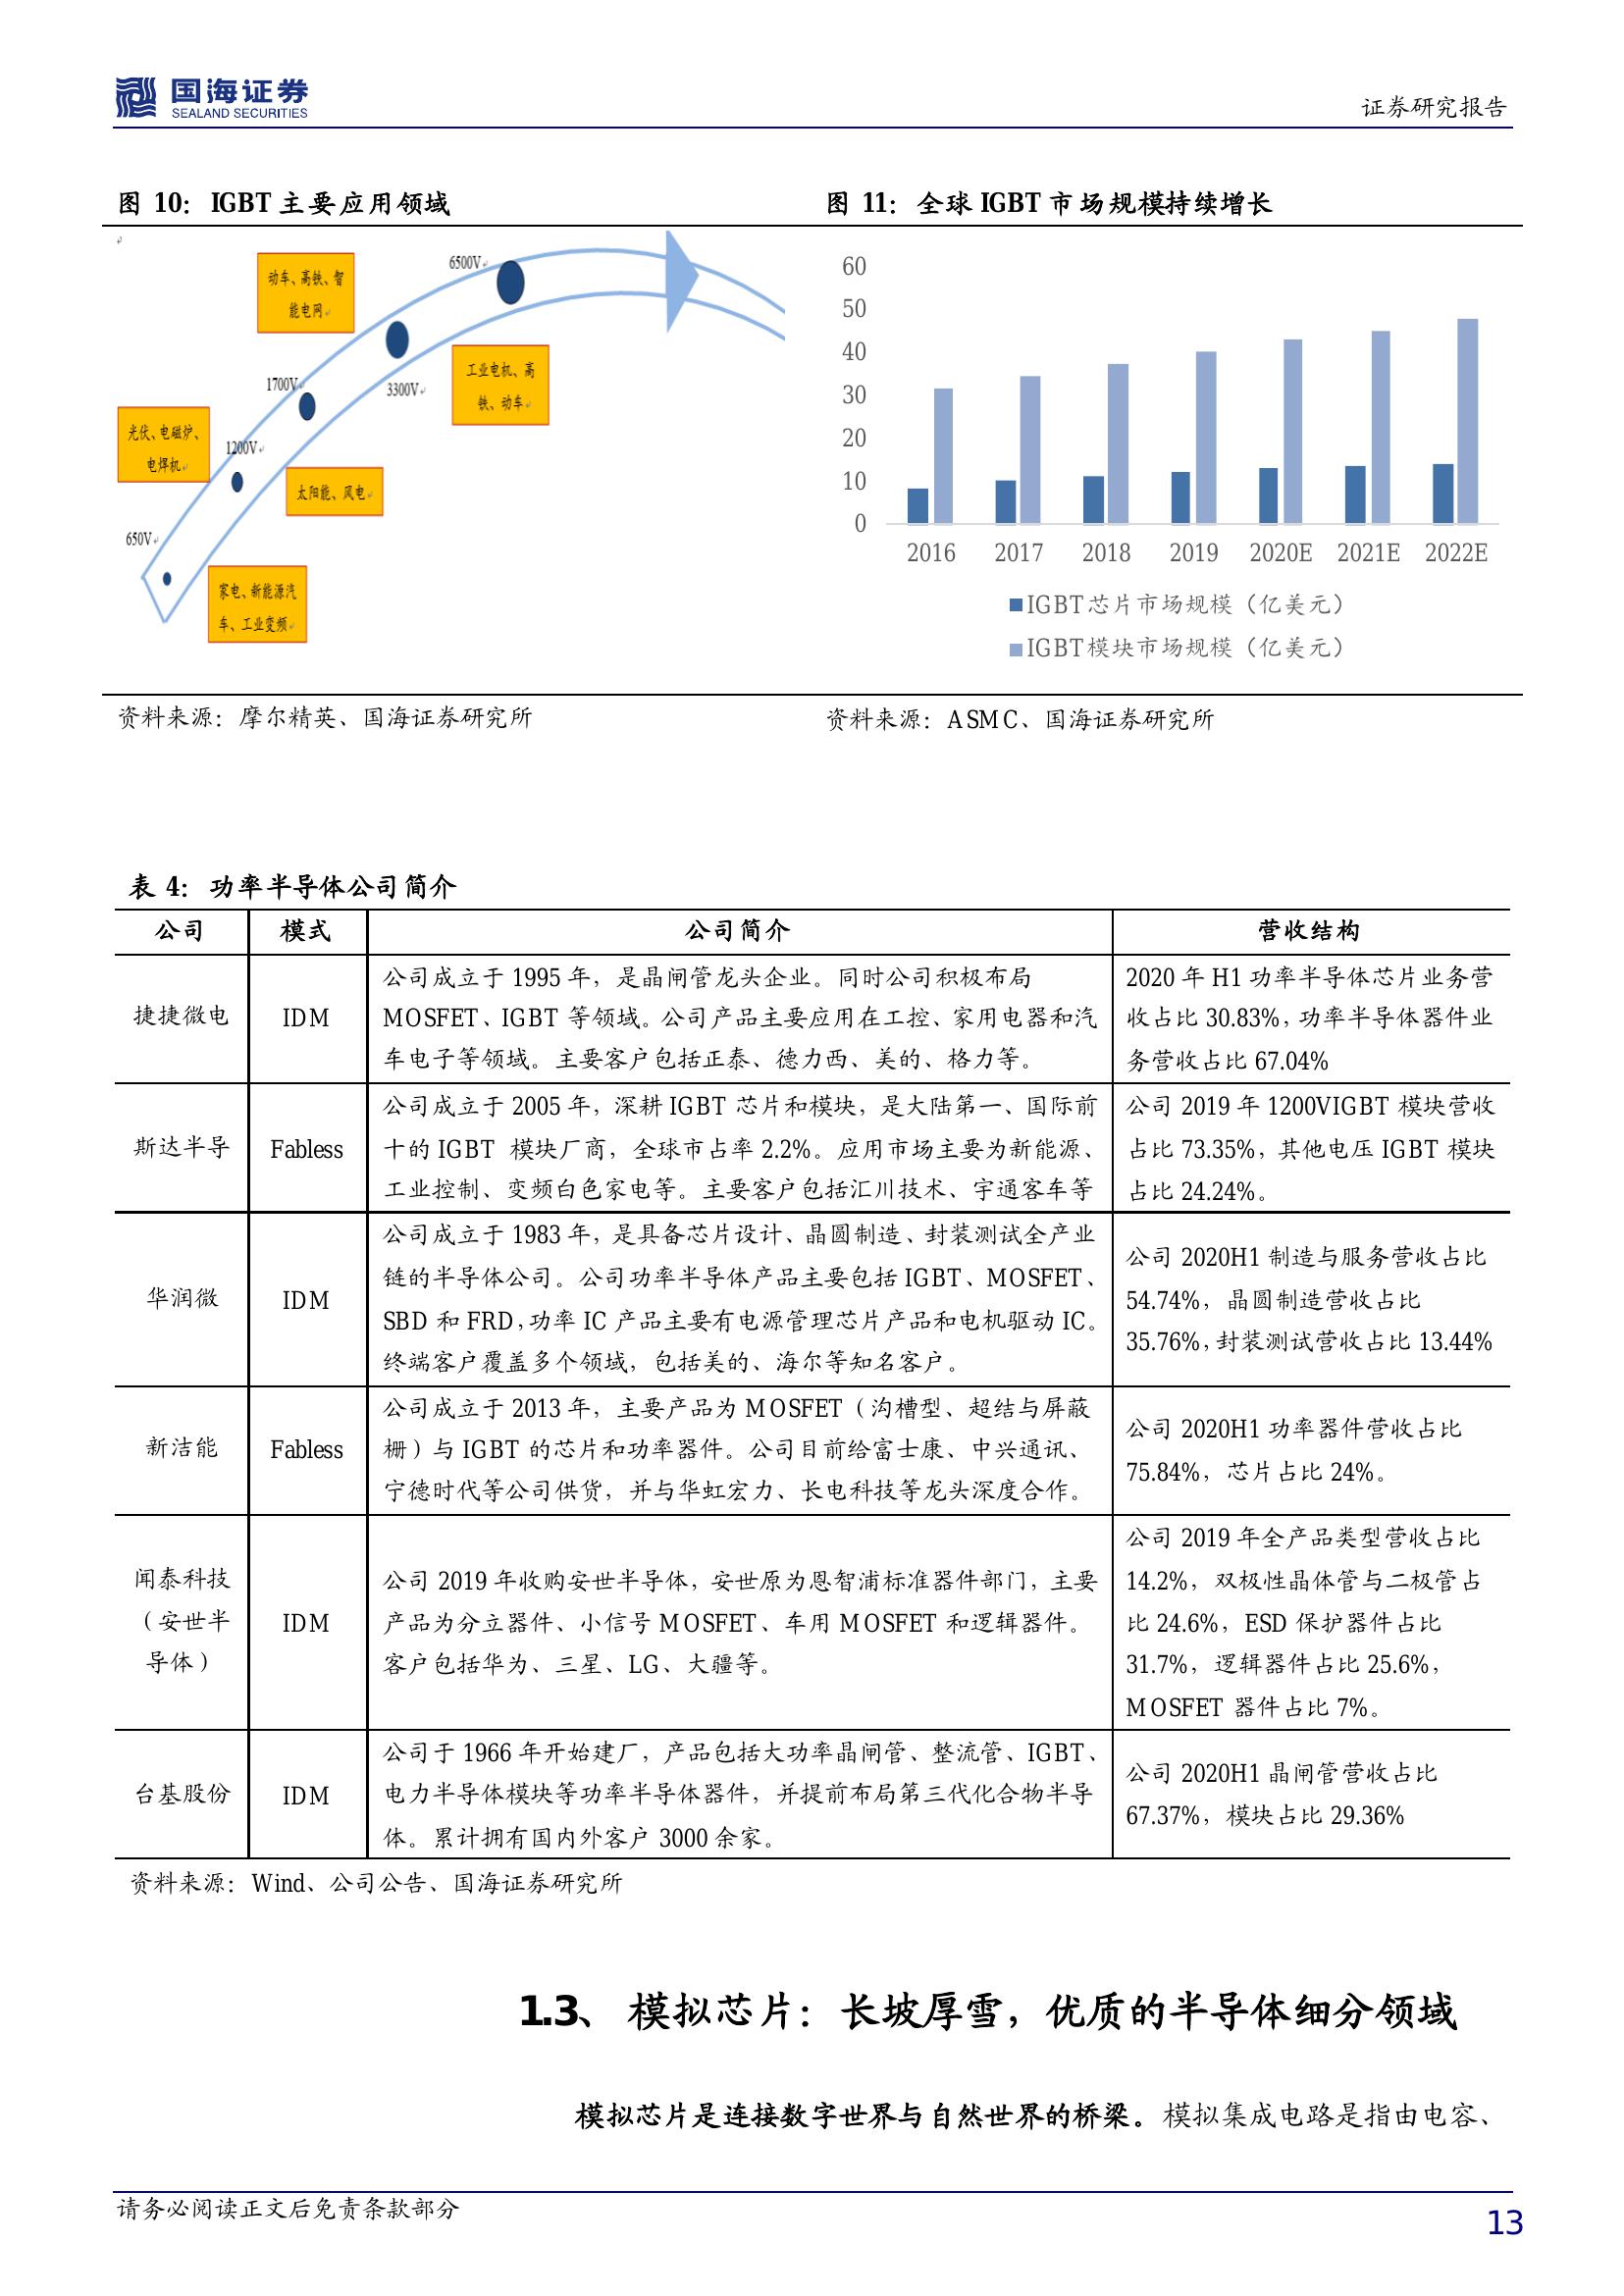 国海证券
SEALAND SECURITIES
证券研究报告
图 10：IGBT 主要应用领域
6500V
动车、高铁、智
能电网
1700V
3300V
工业电机、高
铁、动车
光伏、电磁炉、
电焊机
1200V
太阳能、风电
650V
家电、新能源汽
车、工业变频
资料来源：摩尔精英、国海证券研究所
图 11：全球 IGBT 市场规模持续增长
60
50
40
30
20
10
0
2016 2017 2018 2019 2020E 2021E 2022E
IGBT芯片市场规模（亿美元）
IGBT模块市场规模（亿美元）
资料来源：ASMC、国海证券研究所
表 4：功率半导体公司简介
公司 模式 公司简介 营收结构
捷捷微电
IDM
公司成立于 1995 年，是晶闸管龙头企业。同时公司积极布局
MOSFET、IGBT 等领域。公司产品主要应用在工控、家用电器和汽
车电子等领域。主要客户包括正泰、德力西、美的、格力等。
2020 年 H1 功率半导体芯片业务营
收占比 30.83%，功率半导体器件业
务营收占比 67.04%
斯达半导
Fabless
公司成立于 2005 年，深耕 IGBT 芯片和模块，是大陆第一、国际前
十的 IGBT 模块厂商，全球市占率 2.2%。应用市场主要为新能源、
工业控制、变频白色家电等。主要客户包括汇川技术、宇通客车等
公司 2019 年 1200VIGBT 模块营收
占比 73.35%，其他电压 IGBT 模块
占比 24.24%。
华润微
IDM
公司成立于 1983 年，是具备芯片设计、晶圆制造、封装测试全产业
链的半导体公司。公司功率半导体产品主要包括 IGBT、MOSFET、
SBD 和 FRD，功率 IC 产品主要有电源管理芯片产品和电机驱动 IC。
终端客户覆盖多个领域，包括美的、海尔等知名客户。
公司 2020H1 制造与服务营收占比
54.74%，晶圆制造营收占比
35.76%，封装测试营收占比 13.44%
新洁能
Fabless
公司成立于 2013 年，主要产品为 MOSFET（沟槽型、超结与屏蔽
栅）与 IGBT 的芯片和功率器件。公司目前给富士康、中兴通讯、
宁德时代等公司供货，并与华虹宏力、长电科技等龙头深度合作。
公司 2020H1 功率器件营收占比
75.84%，芯片占比 24%。
闻泰科技
（安世半
导体）
IDM
公司 2019 年收购安世半导体，安世原为恩智浦标准器件部门，主要
产品为分立器件、小信号 MOSFET、车用 MOSFET 和逻辑器件。
客户包括华为、三星、LG、大疆等。
公司 2019 年全产品类型营收占比
14.2%，双极性晶体管与二极管占
比 24.6%，ESD 保护器件占比
31.7%，逻辑器件占比 25.6%，
MOSFET 器件占比 7%。
台基股份
IDM
公司于 1966 年开始建厂，产品包括大功率晶闸管、整流管、IGBT、
电力半导体模块等功率半导体器件，并提前布局第三代化合物半导
体。累计拥有国内外客户 3000 余家。
公司 2020H1 晶闸管营收占比
67.37%，模块占比 29.36%
资料来源：Wind、公司公告、国海证券研究所
1.3、 模拟芯片：长坡厚雪，优质的半导体细分领域
模拟芯片是连接数字世界与自然世界的桥梁。模拟集成电路是指由电容、
请务必阅读正文后免责条款部分
13